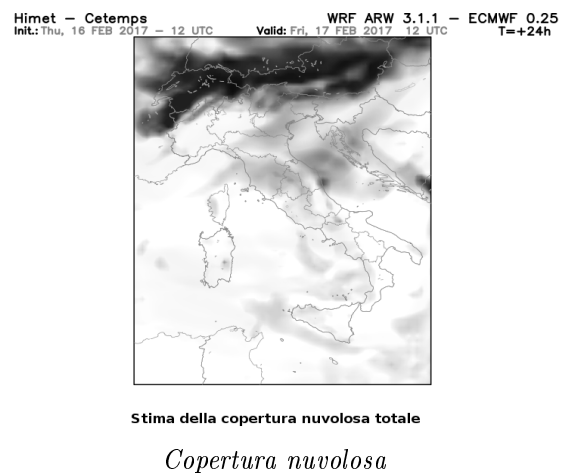 Himet – Cetemps WRF ARW 3.1.1 – ECMWF 0.25
Init.: Thu, 16 FEB 2017 – 12 UTC Valid: Fri, 17 FEB 2017 12 UTC T=+24h
Stima della copertura nuvolosa totale
Copertura nuvolosa